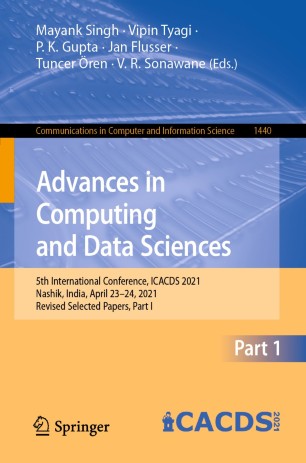 Mayank Singh · Vipin Tyagi ·
P. K. Gupta · Jan Flusser ·
Tuncer Ören · V. R. Sonawane (Eds.)
Communications in Computer and Information Science 1440
Advances in
Computing
and Data Sciences
5th International Conference, ICACDS 2021
Nashik, India, April 23–24, 2021
Revised Selected Papers, Part I
Part 1
ICACDS 2021
Springer